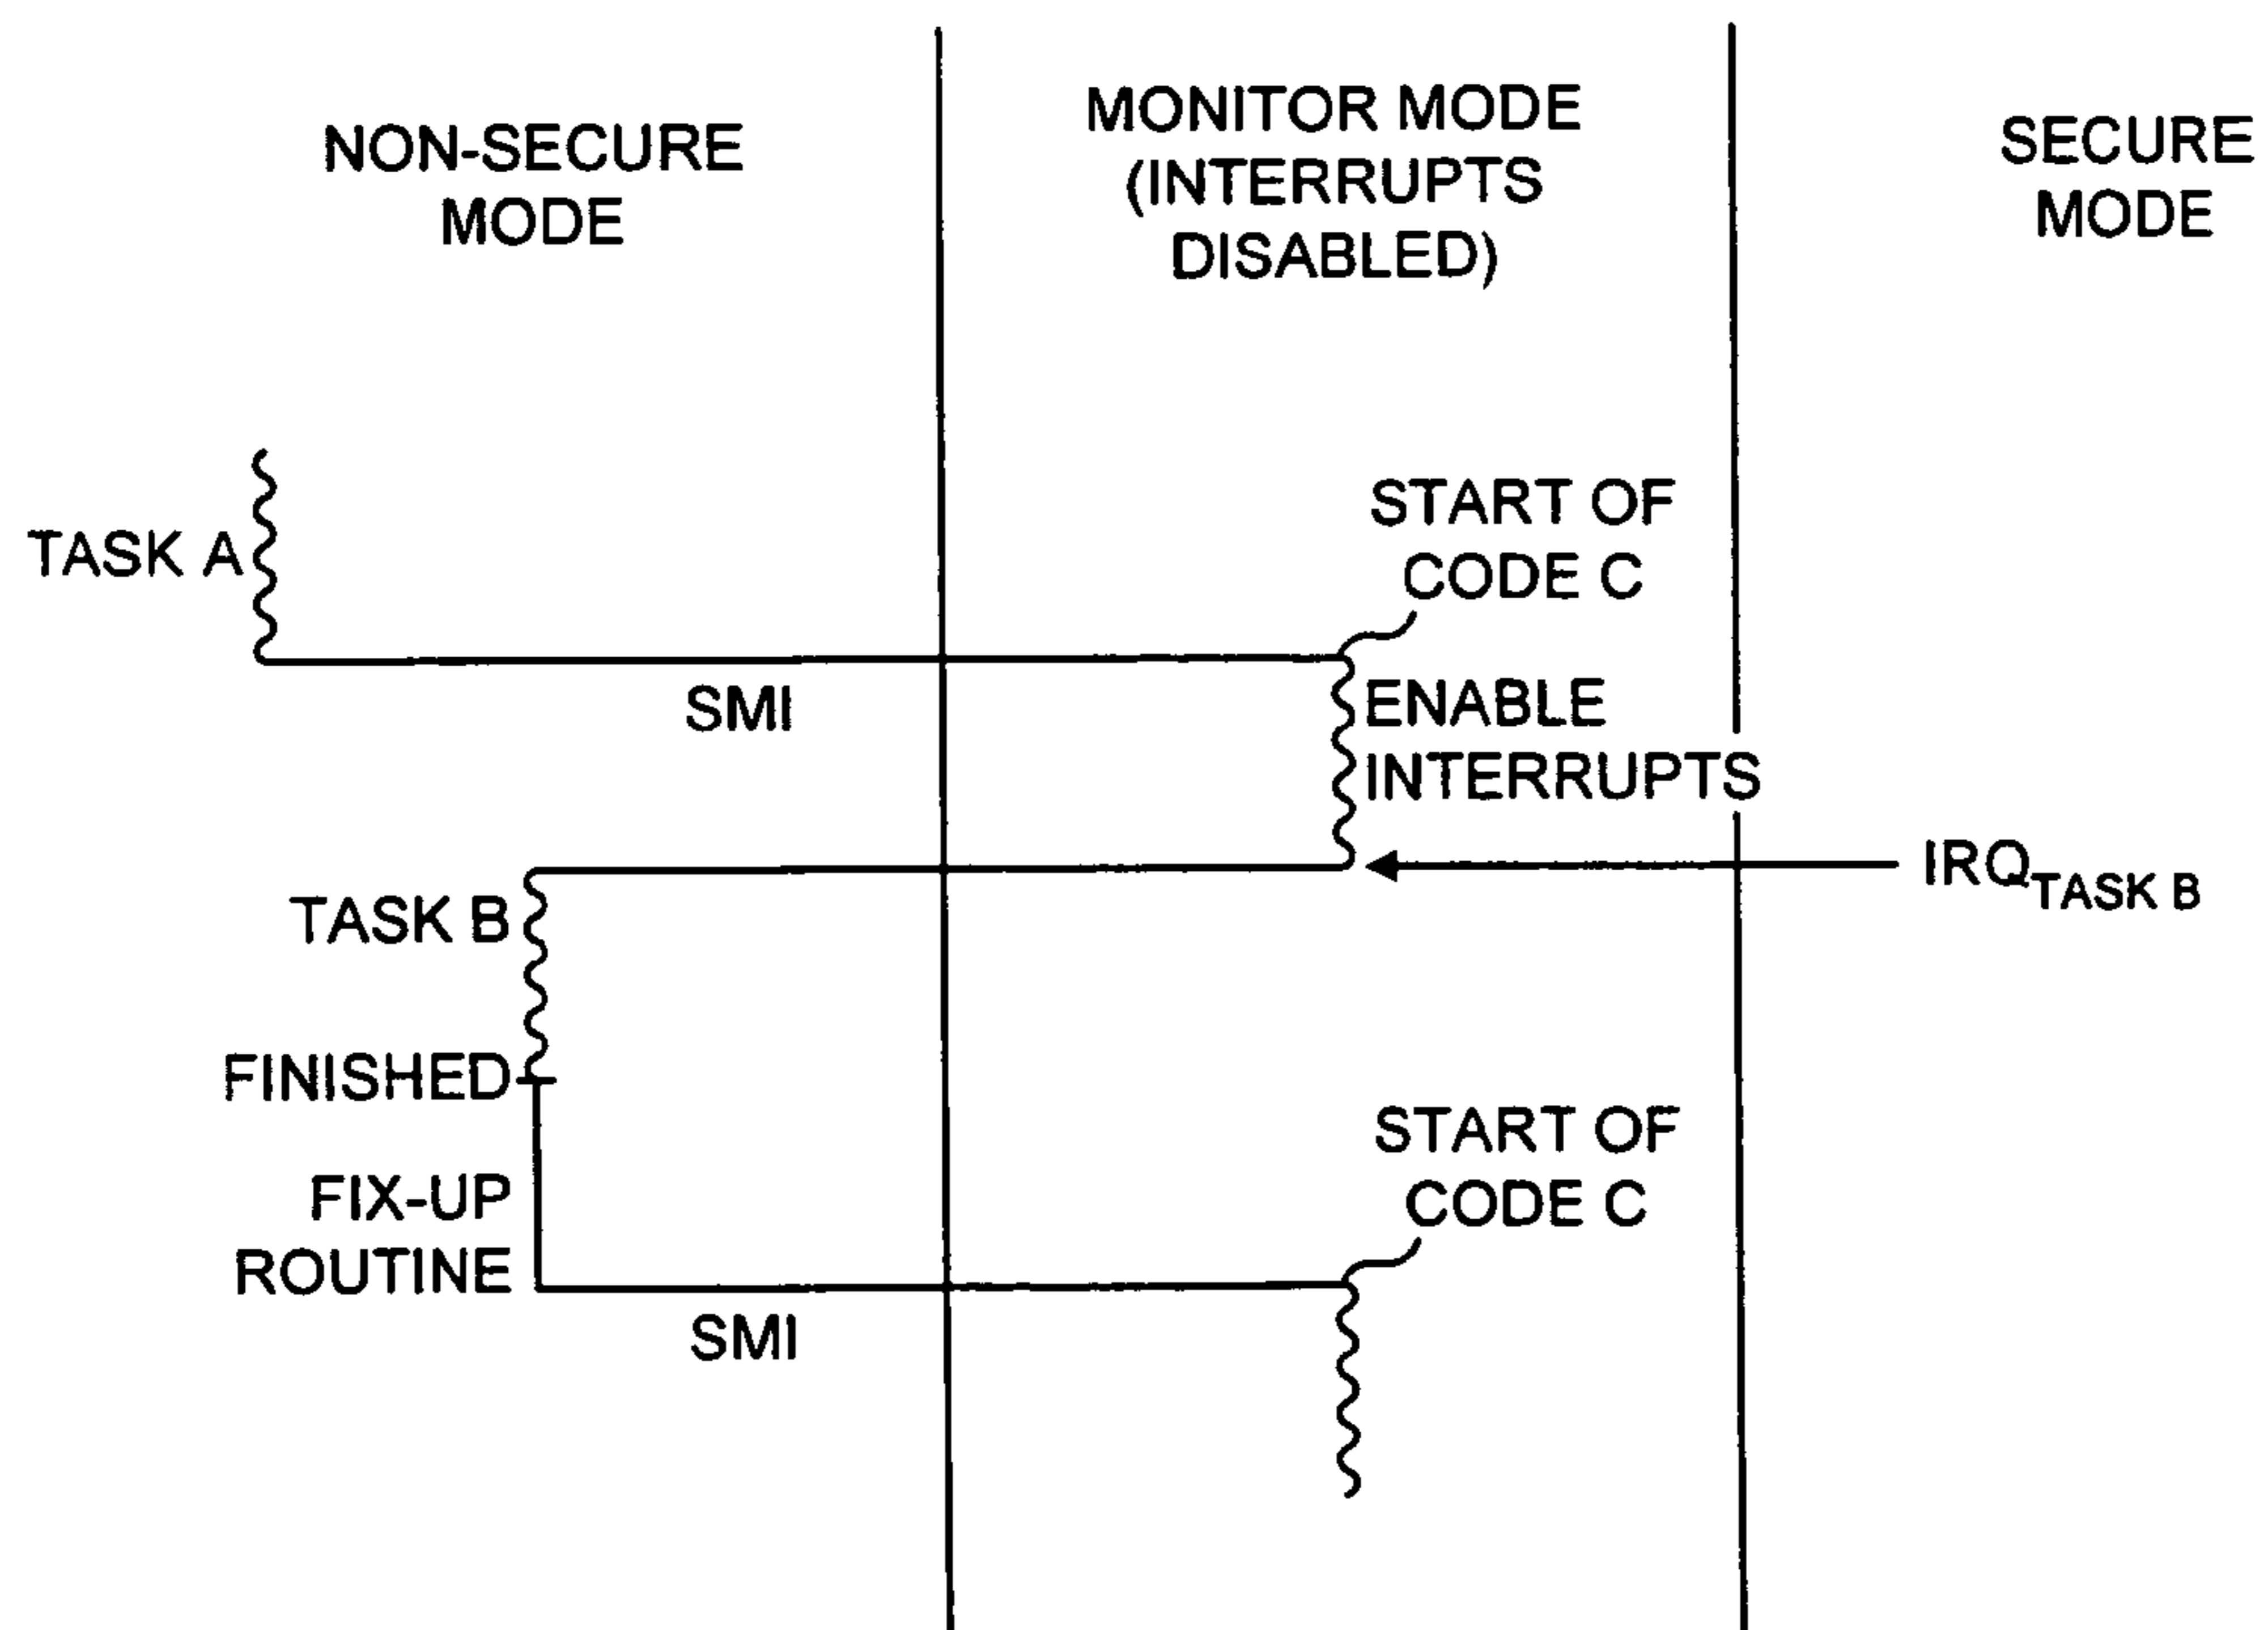 NON-SECURE
MODE
MONITOR MODE
(INTERRUPTS
DISABLED)
SECURE
MODE
TASK A
START OF
CODE C
SMI
ENABLE
INTERRUPTS
IRQTASK B
TASK B
FINISHED
FIX-UP
ROUTINE
START OF
CODE C
SMI